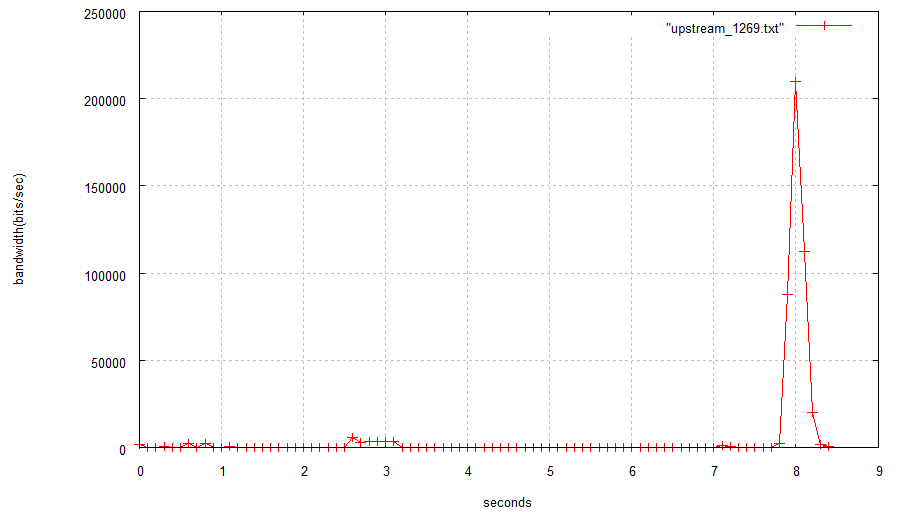 250000
"upstream_1269.txt"
200000
150000
bandwidth(bits/sec)
100000
50000
0
0 1 2 3 4 5 6 7 8 9
seconds